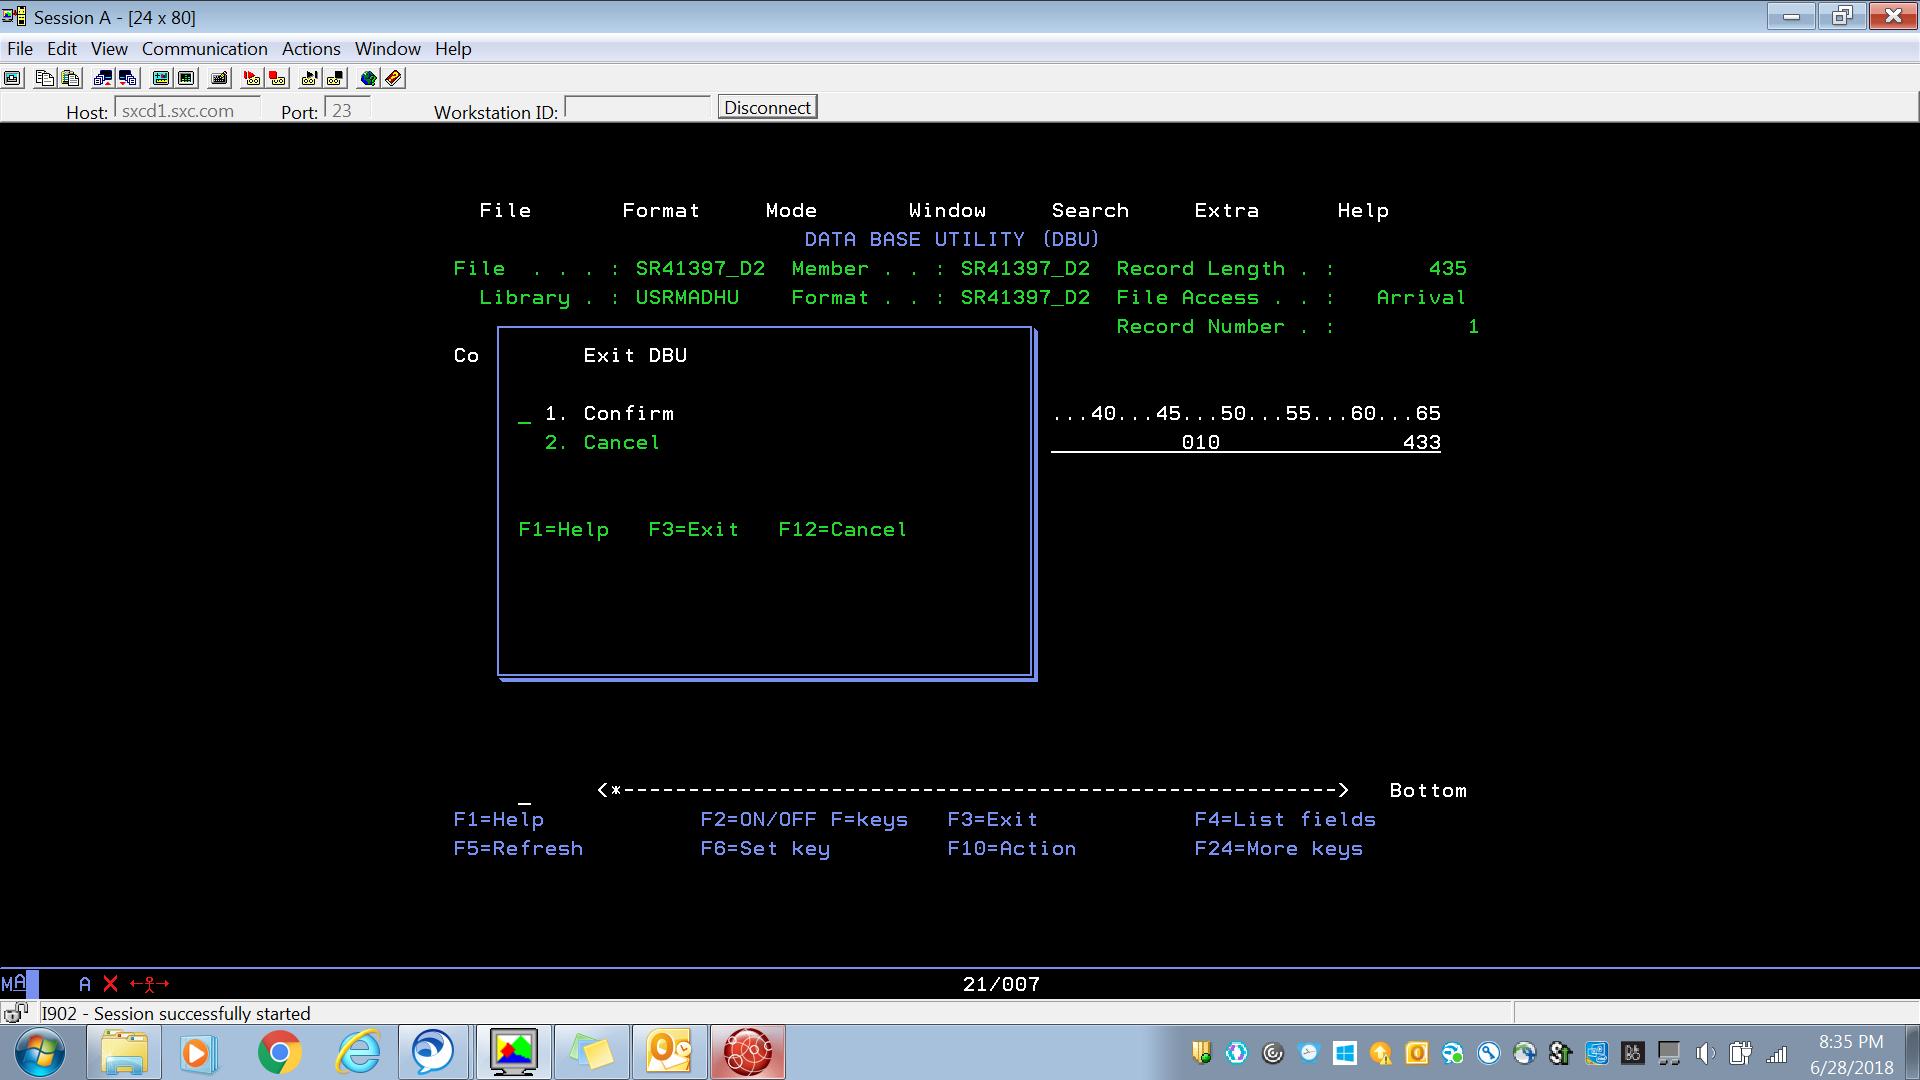 Session A - [24 x 80]
File Edit View Communication Actions Window Help
Host: sxcd1.sxc.com Port: 23 Workstation ID: Disconnect
File Format Mode Window Search Extra Help
DATA BASE UTILITY (DBU)
File . . . : SR41397_D2 Member . . : SR41397_D2 Record Length . : 435
Library . : USRMADHU Format . . : SR41397_D2 File Access . . : Arrival
Record Number . : 1
Co Exit DBU
_ 1. Confirm ...40...45...50...55...60...65
2. Cancel 010 433
F1=Help F3=Exit F12=Cancel
_ <*-------------------------------------------------------> Bottom
F1=Help F2=ON/OFF F=keys F3=Exit F4=List fields
F5=Refresh F6=Set key F10=Action F24=More keys
MA A X 21/007
I902 - Session successfully started
8:35 PM
6/28/2018